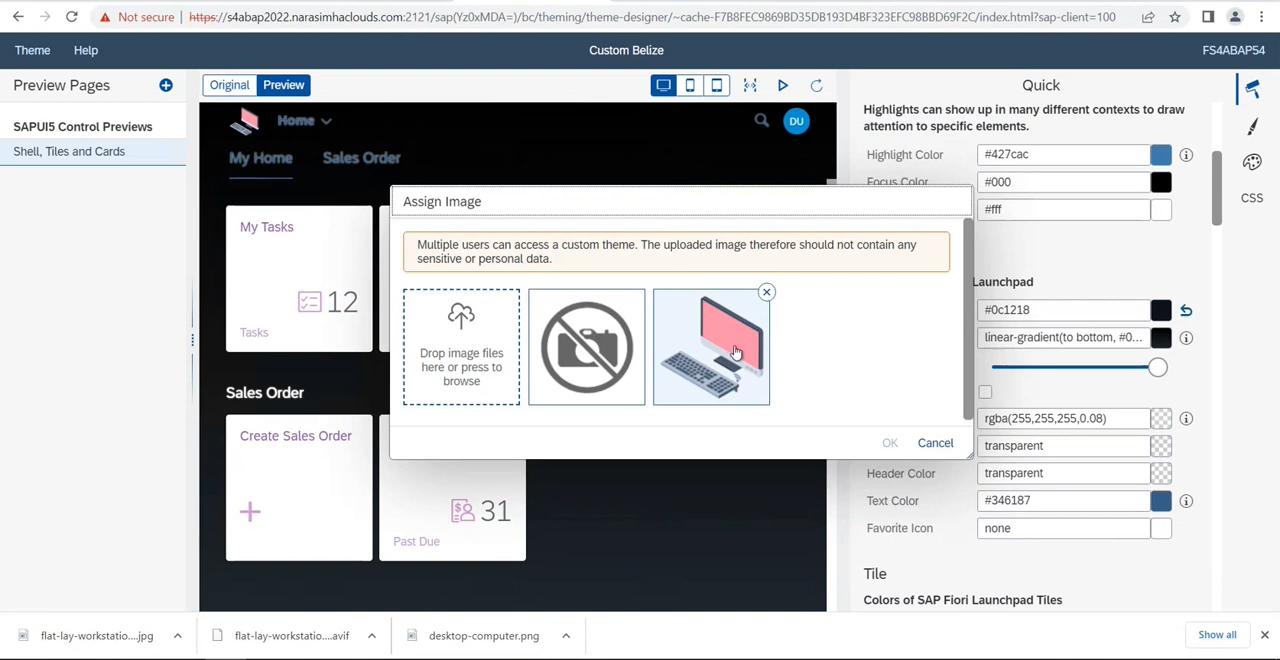 Not secure
https://s4abap2022.narasimhaclouds.com:2121/sap(Yz0xMDA=)/bc/theming/theme-designer/~cache-F7B8FEC9869BD35DB193D4BF323EFC98BBD69F2C/index.html?sap-client=100
Theme
Help
Custom Belize
FS4ABAP54
Preview Pages
Original
Preview
Quick
SAPUI5 Control Previews
Shell, Tiles and Cards
Home
DU
My Home
Sales Order
My Tasks
12
Tasks
Sales Order
Create Sales Order
31
Past Due
Assign Image
Multiple users can access a custom theme. The uploaded image therefore should not contain any
sensitive or personal data.
Drop image files
here or press to
browse
OK
Cancel
Highlights can show up in many different contexts to draw
attention to specific elements.
Highlight Color
#427cac
Focus Color
#000
#fff
Launchpad
#0c1218
linear-gradient(to bottom, #0...
rgba(255,255,255,0.08)
transparent
Header Color
transparent
Text Color
#346187
Favorite Icon
none
Tile
Colors of SAP Fiori Launchpad Tiles
CSS
flat-lay-workstatio....jpg
flat-lay-workstatio....avif
desktop-computer.png
Show all